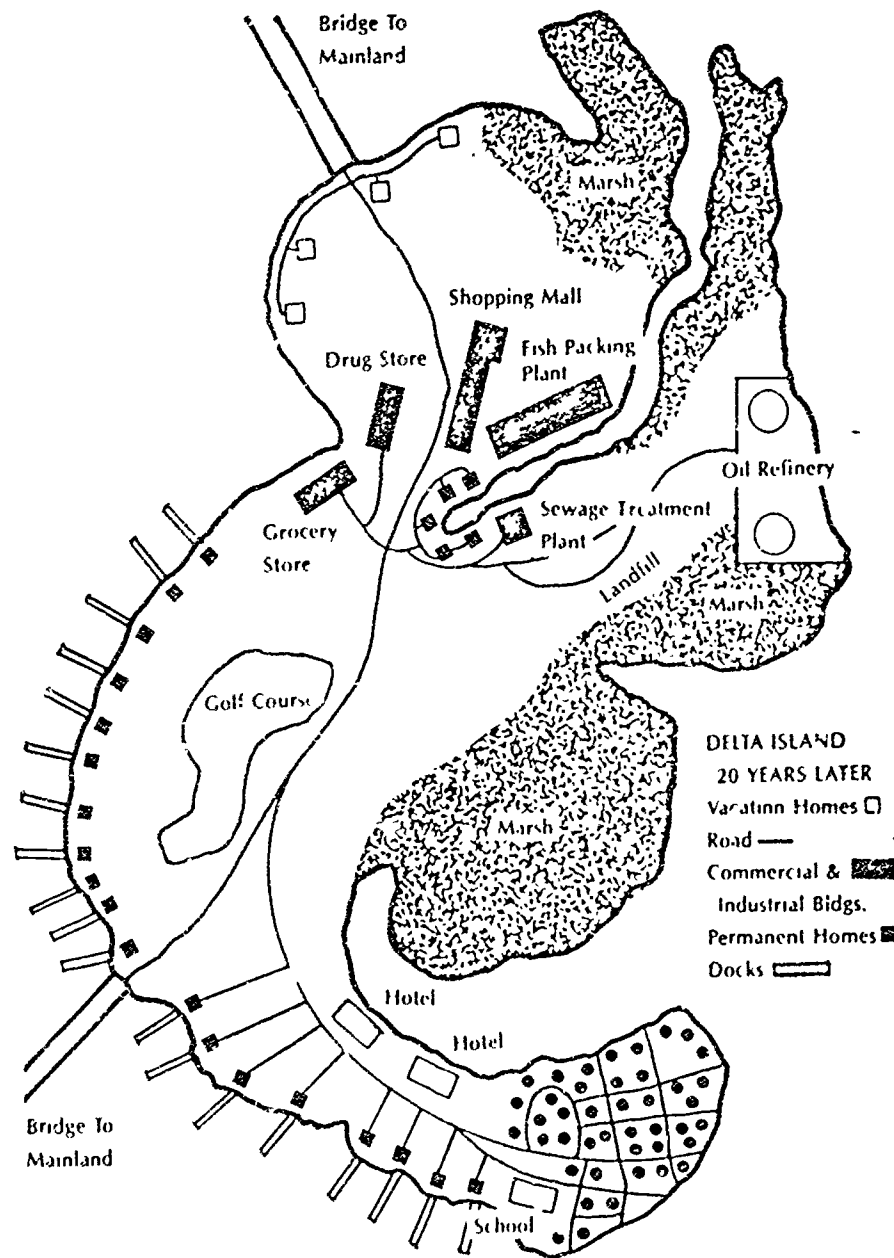 Bridge To
Mainland
Marsh
Shopping Mall
Fish Packing
Plant
Drug Store
Oil Refinery
Grocery
Store
Sewage Treatment
Plant
Landfill
Marsh
Golf Course
Marsh
DELTA ISLAND
20 YEARS LATER
Vacation Homes
Road
Commercial &
Industrial Bldgs.
Permanent Homes
Docks
Hotel
Hotel
Bridge To
Mainland
School